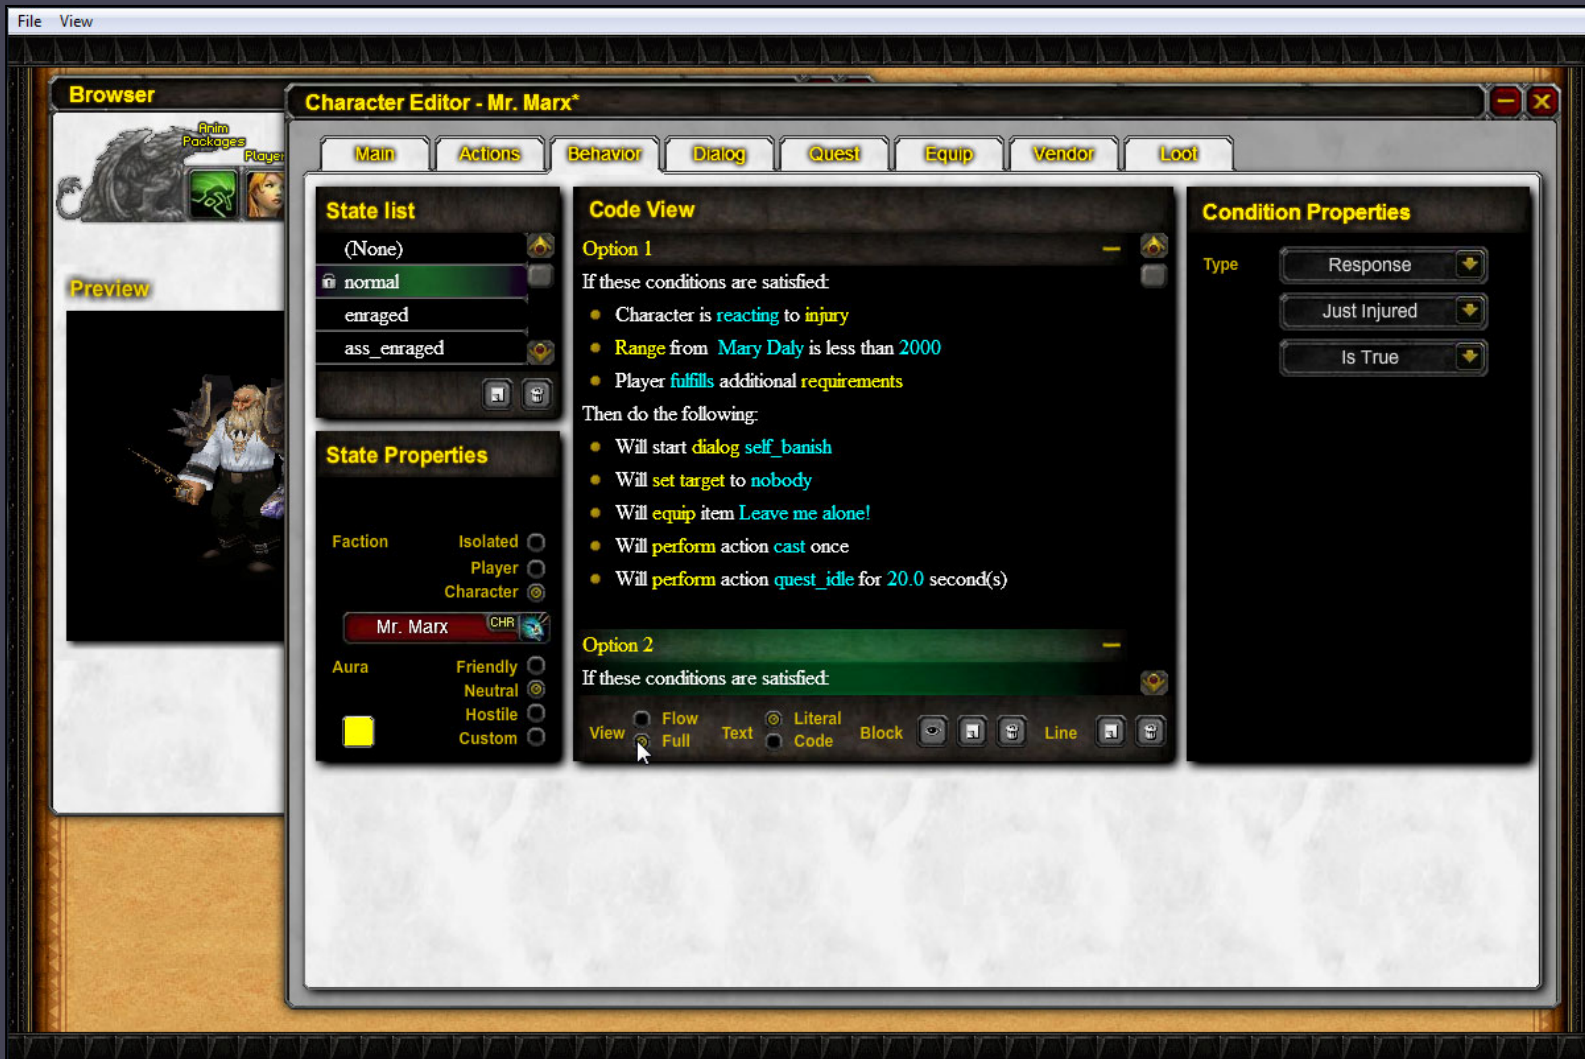 File View
Browser
Anim
Packages
Player
Preview
Character Editor - Mr. Marx*
Main Actions Behavior Dialog Quest Equip Vendor Loot
State list
(None)
normal
enraged
ass_enraged
State Properties
Faction Isolated
Player
Character
Mr. Marx CHR
Aura Friendly
Neutral
Hostile
Custom
Code View
Option 1
If these conditions are satisfied:
Character is reacting to injury
Range from Mary Daly is less than 2000
Player fulfills additional requirements
Then do the following:
Will start dialog self_banish
Will set target to nobody
Will equip item Leave me alone!
Will perform action cast once
Will perform action quest_idle for 20.0 second(s)
Option 2
If these conditions are satisfied:
View Flow Full Text Literal Code Block Line
Condition Properties
Type Response
Just Injured
Is True